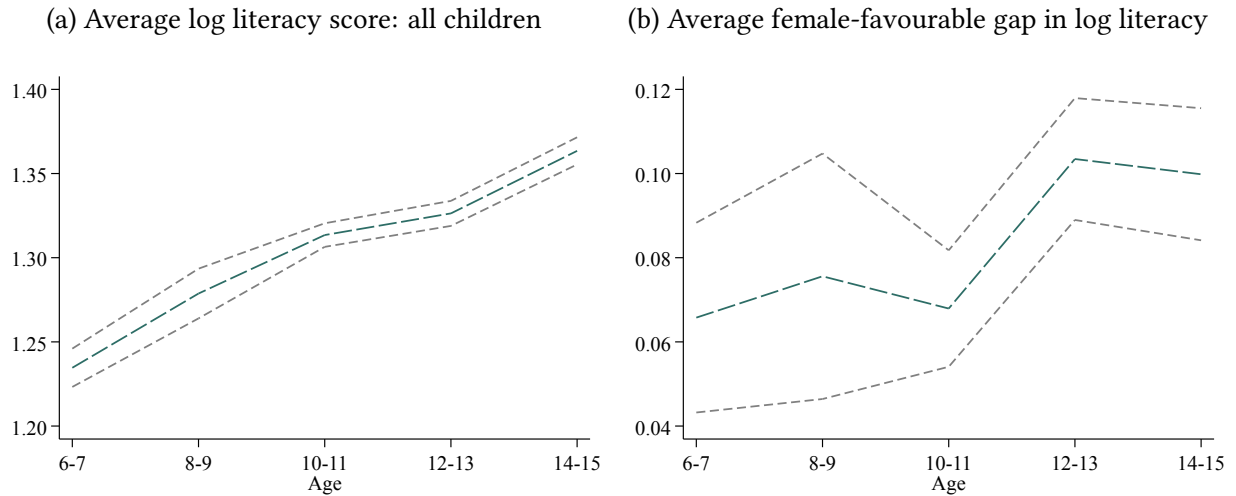 (a) Average log literacy score: all children
1.40
1.35
1.30
1.25
1.20
6-7 8-9 10-11 12-13 14-15
Age
(b) Average female-favourable gap in log literacy
0.12
0.10
0.08
0.06
0.04
6-7 8-9 10-11 12-13 14-15
Age